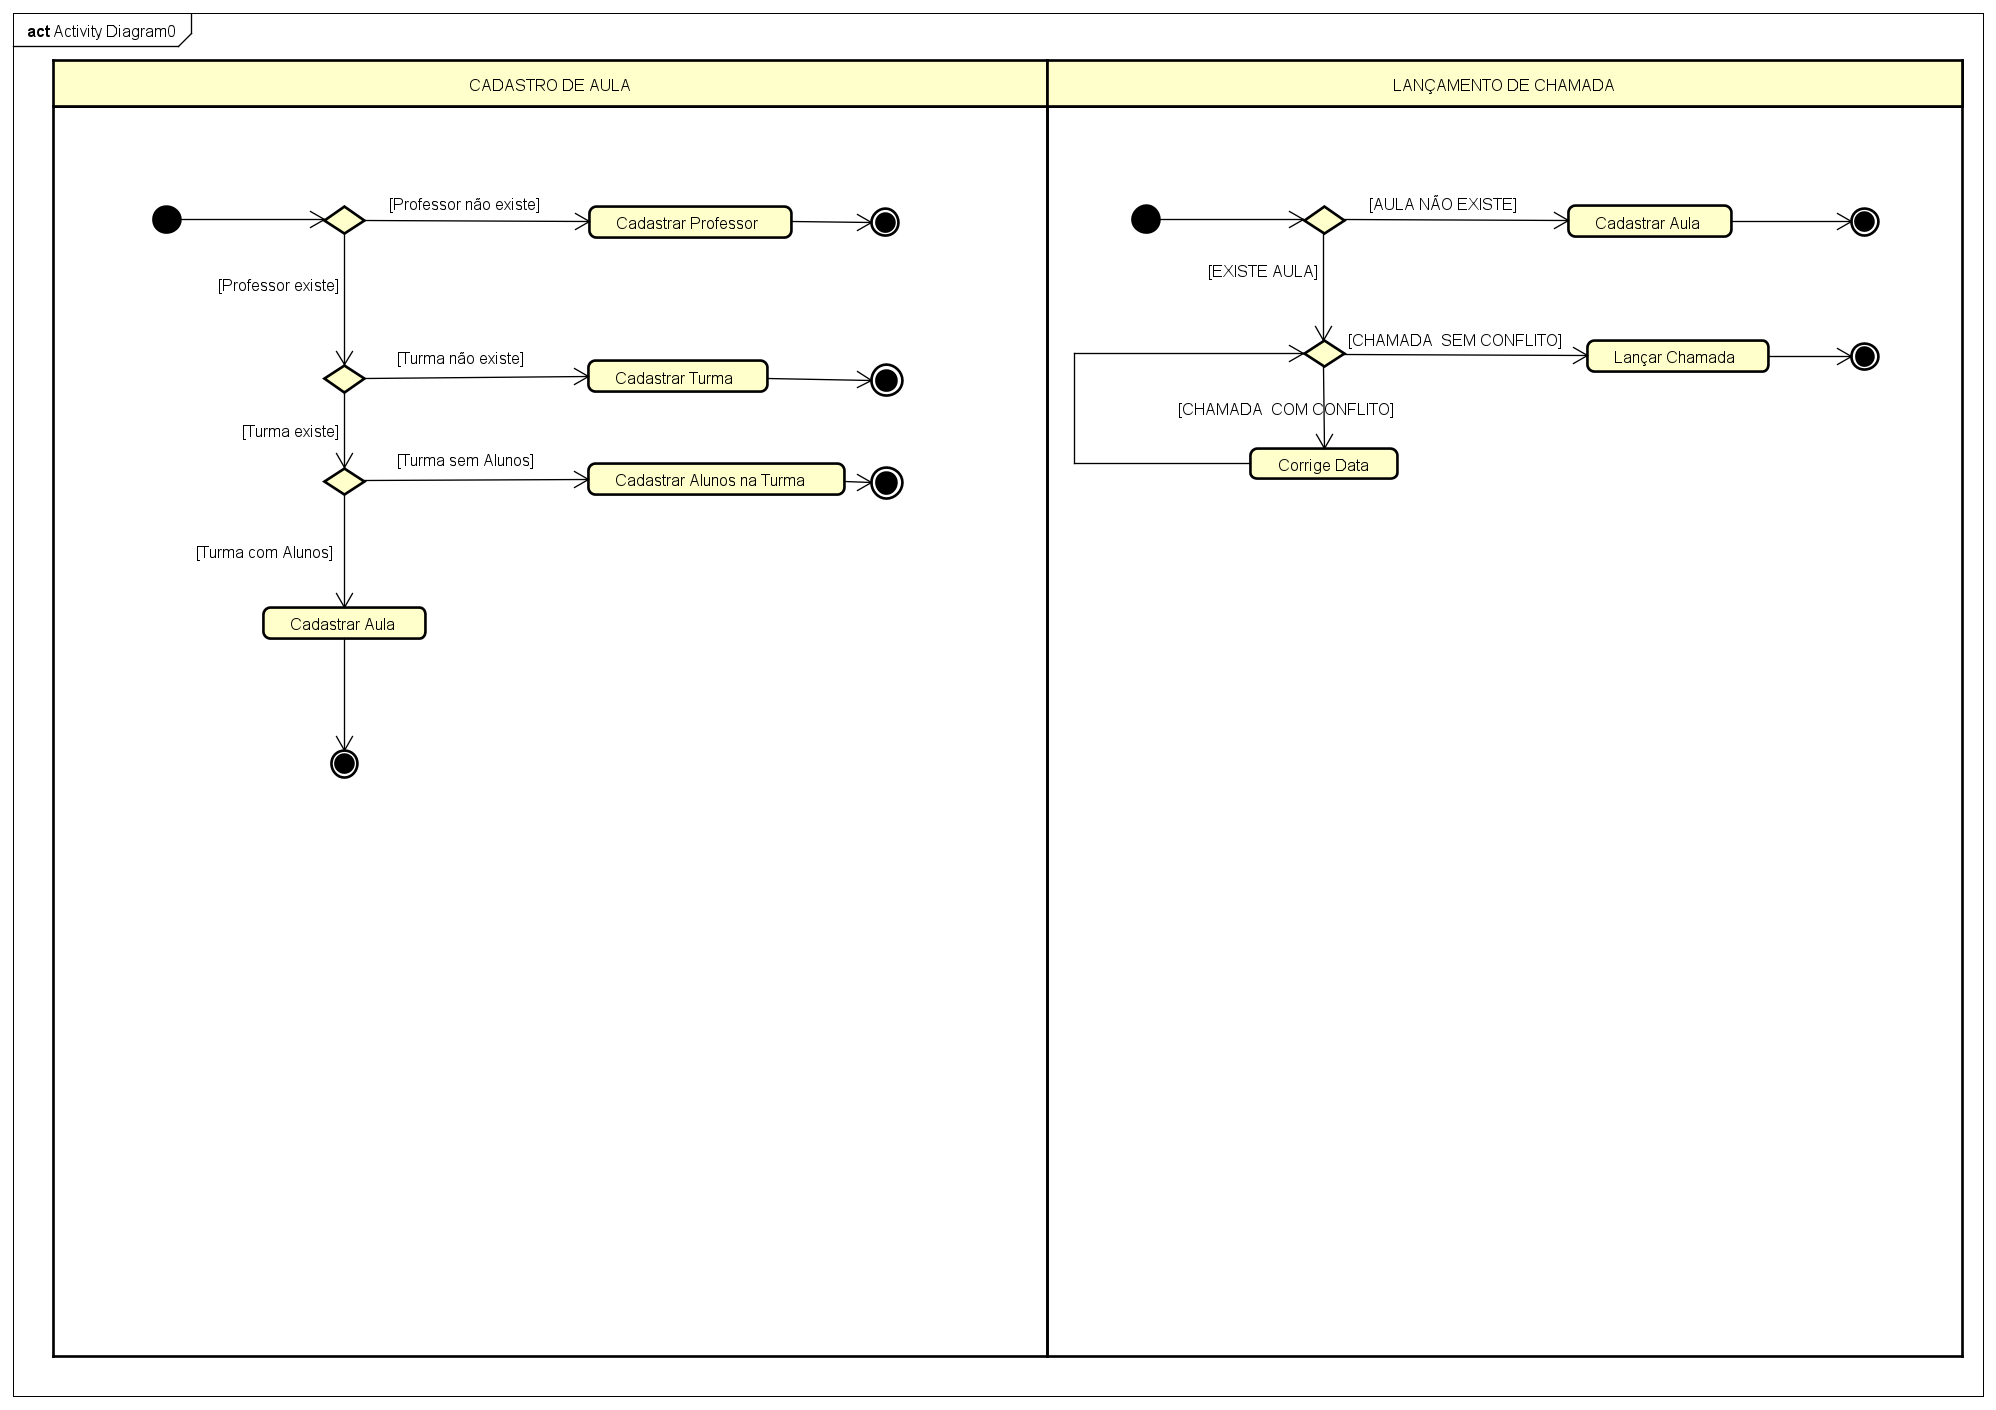 act Activity Diagram0
CADASTRO DE AULA
[Professor não existe]
Cadastrar Professor
[Professor existe]
[Turma não existe]
Cadastrar Turma
[Turma existe]
[Turma sem Alunos]
Cadastrar Alunos na Turma
[Turma com Alunos]
Cadastrar Aula
LANÇAMENTO DE CHAMADA
[AULA NÃO EXISTE]
Cadastrar Aula
[EXISTE AULA]
[CHAMADA  SEM CONFLITO]
Lançar Chamada
[CHAMADA  COM CONFLITO]
Corrige Data